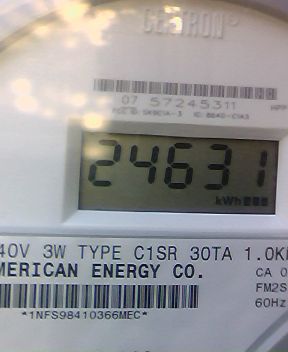 CENTRON®
07 57245311
24631
kWh
40V 3W TYPE C1SR 30TA 1.0K
MERICAN ENERGY CO.
CA 0
FM2S
60Hz
*1NFS98410366MEC*